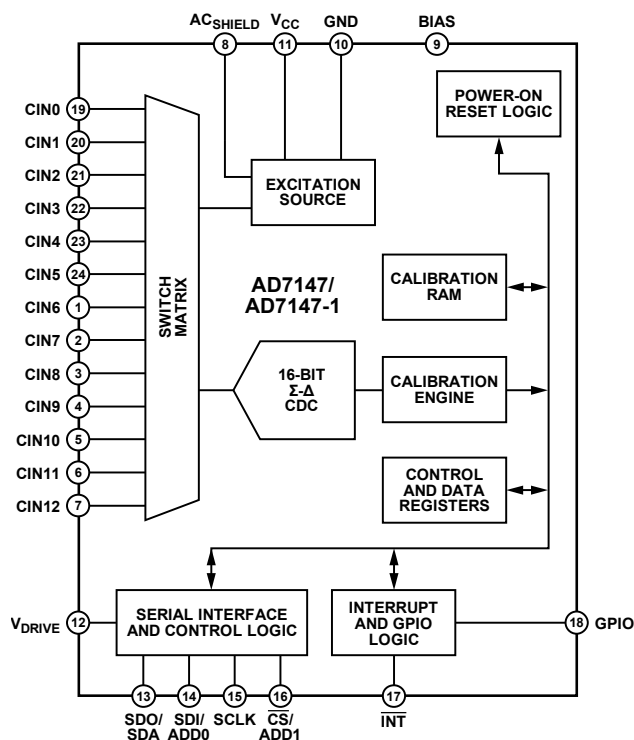 AC_SHIELD
V_CC
GND
BIAS
8
11
10
9
POWER-ON
RESET LOGIC
CIN0 19
CIN1 20
CIN2 21
CIN3 22
CIN4 23
CIN5 24
CIN6 1
CIN7 2
CIN8 3
CIN9 4
CIN10 5
CIN11 6
CIN12 7
SWITCH
MATRIX
EXCITATION
SOURCE
AD7147/
AD7147-1
CALIBRATION
RAM
16-BIT
Σ-Δ
CDC
CALIBRATION
ENGINE
CONTROL
AND DATA
REGISTERS
V_DRIVE 12
SERIAL INTERFACE
AND CONTROL LOGIC
INTERRUPT
AND GPIO
LOGIC
18 GPIO
13
14
15
16
17
SDO/
SDA
SDI/
ADD0
SCLK
C̅S̅/
ADD1
I̅N̅T̅